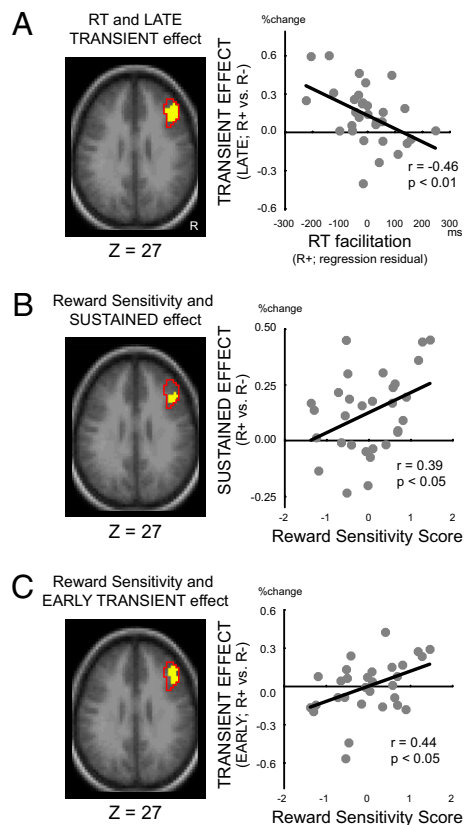 A
RT and LATE
TRANSIENT effect
R
Z = 27
%change
TRANSIENT EFFECT
(LATE; R+ vs. R-)
0.6
0.3
0.0
-0.3
-0.6
r = -0.46
p < 0.01
-300 -200 -100 0 100 200 300
ms
RT facilitation
(R+; regression residual)
B
Reward Sensitivity and
SUSTAINED effect
Z = 27
%change
SUSTAINED EFFECT
(R+ vs. R-)
0.50
0.25
0.00
-0.25
r = 0.39
p < 0.05
-2 -1 0 1 2
Reward Sensitivity Score
C
Reward Sensitivity and
EARLY TRANSIENT effect
Z = 27
%change
TRANSIENT EFFECT
(EARLY; R+ vs. R-)
0.6
0.3
0.0
-0.3
-0.6
r = 0.44
p < 0.05
-2 -1 0 1 2
Reward Sensitivity Score